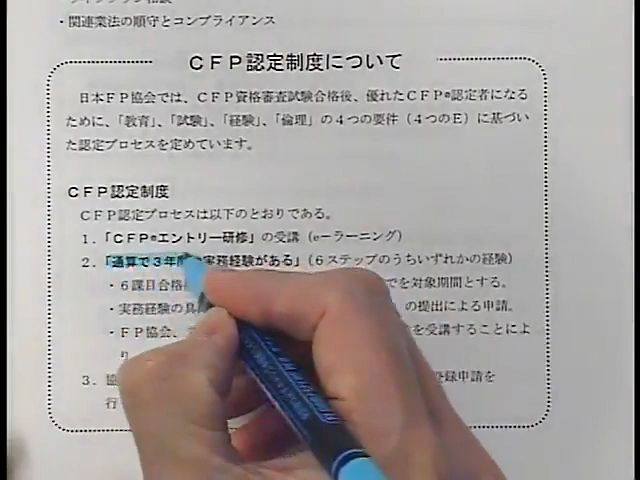 ・関連業法の順守とコンプライアンス
CFP認定制度について
日本FP協会では、CFP資格審査試験合格後、優れたCFP®認定者になる
ために、「教育」、「試験」、「経験」、「倫理」の4つの要件（4つのE）に基づい
た認定プロセスを定めています。
CFP認定制度
CFP認定プロセスは以下のとおりである。
1．「CFP®エントリー研修」の受講（e－ラーニング）
2．「通算で3年間の実務経験がある」（6ステップのうちいずれかの経験）
・6課目合格 でを対象期間とする。
・実務経験の具 の提出による申請。
・FP協会、 を受講することによ
り
3．協 登録申請を
行